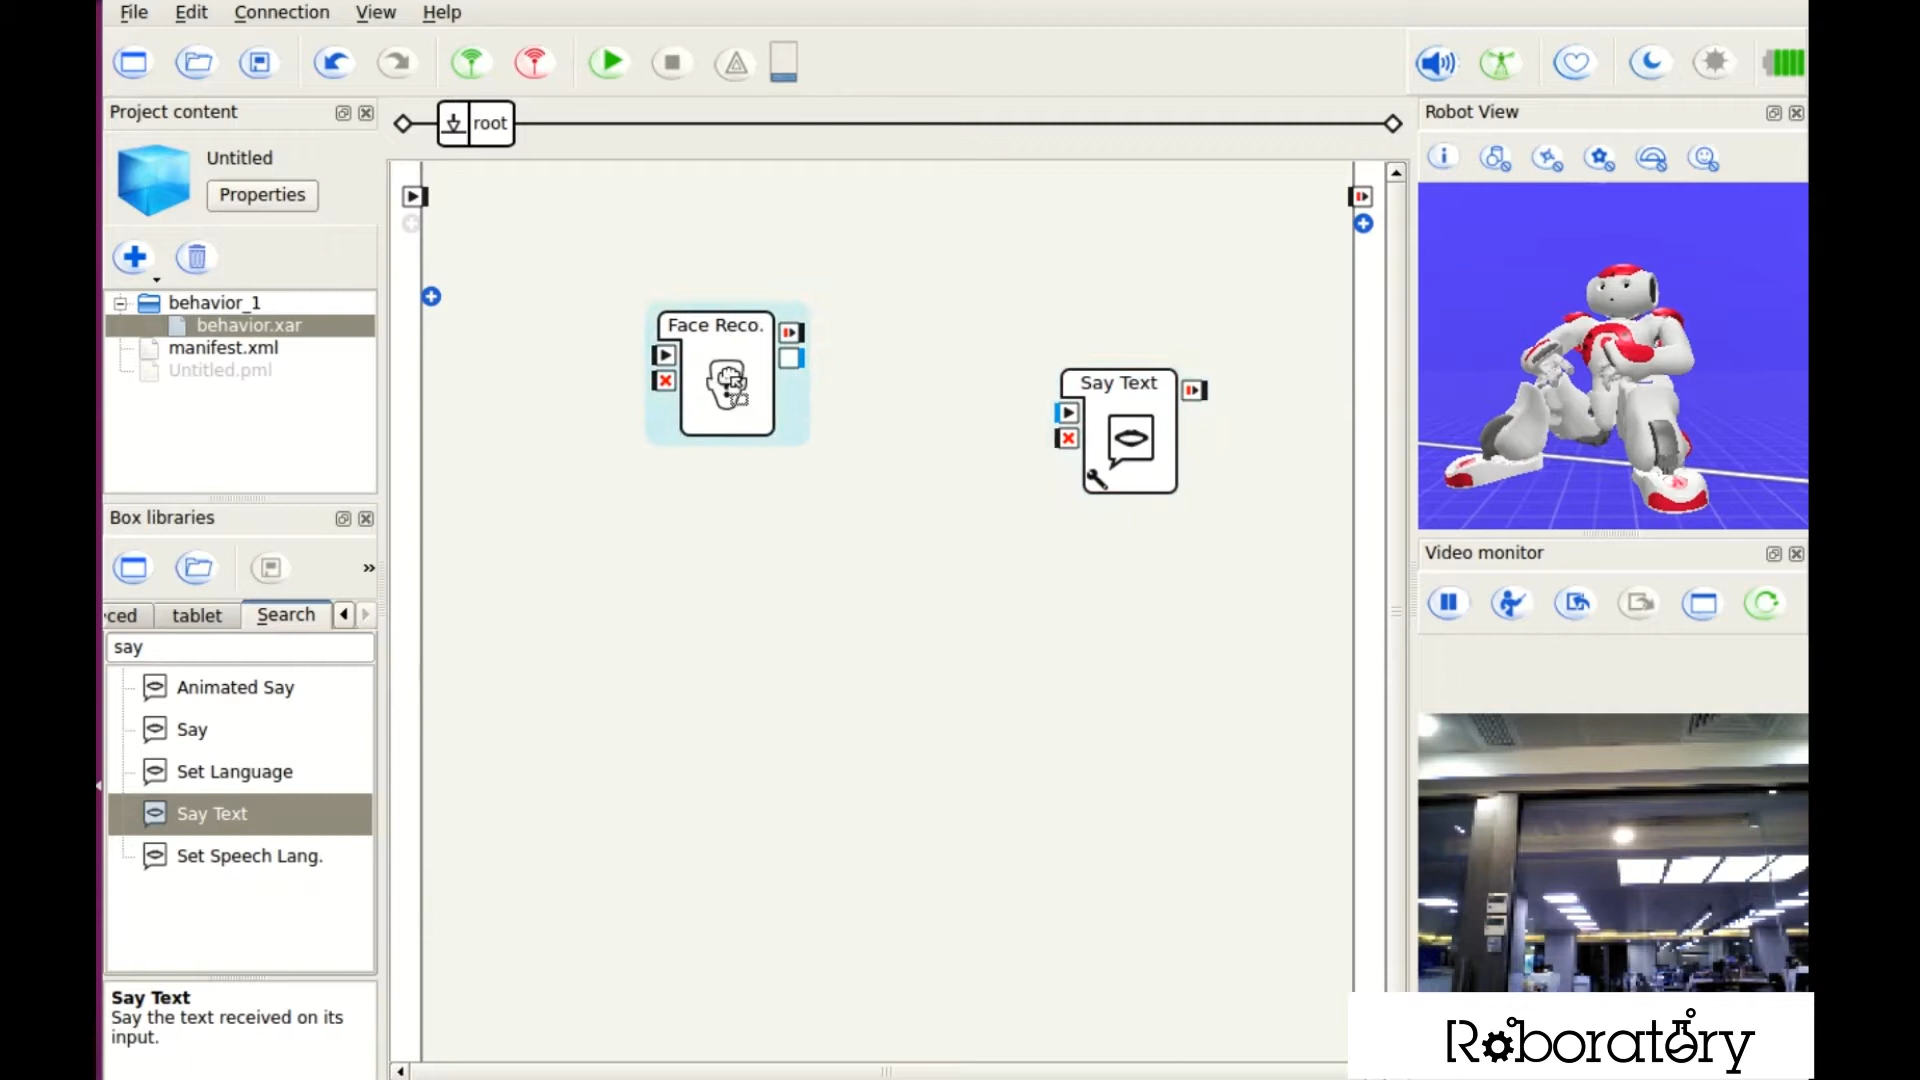 File Edit Connection View Help
Project content
root
Robot View
Untitled
Properties
behavior_1
behavior.xar
manifest.xml
Untitled.pml
Face Reco.
Say Text
Box libraries
Video monitor
ced tablet Search
say
Animated Say
Say
Set Language
Say Text
Set Speech Lang.
Say Text
Say the text received on its
input.
Roboratory